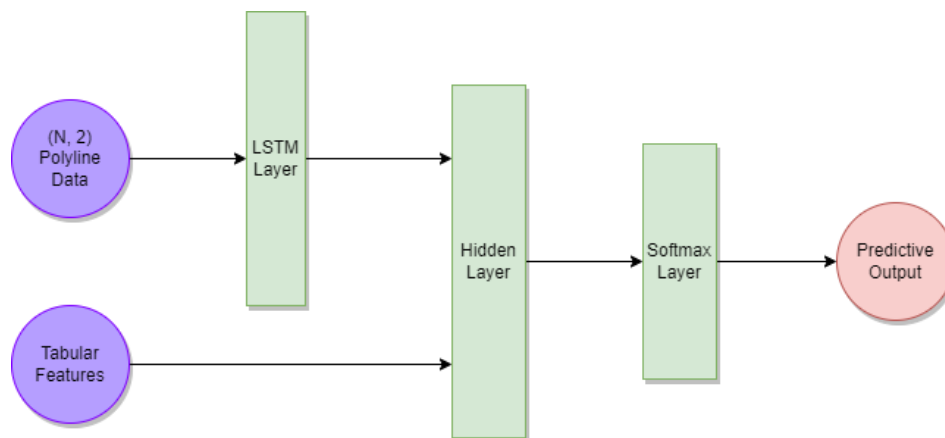 (N, 2)
Polyline
Data
LSTM
Layer
Hidden
Layer
Softmax
Layer
Predictive
Output
Tabular
Features